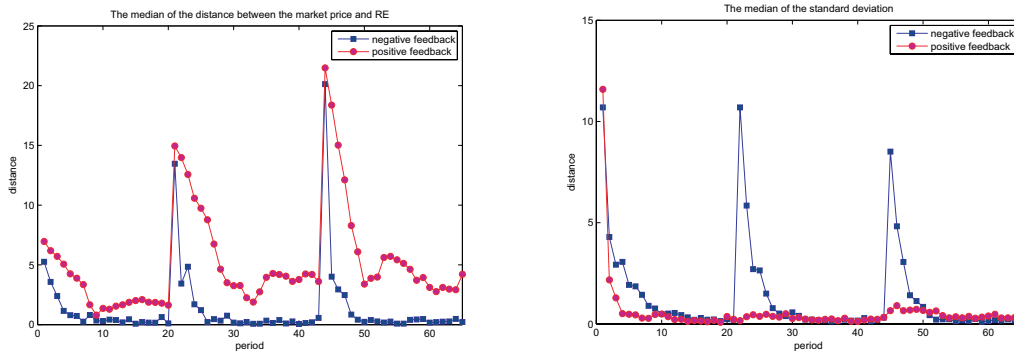 The median of the distance between the market price and RE
25
20
15
10
5
0
0
10
20
30
40
50
60
distance
period
negative feedback
positive feedback
The median of the standard deviation
15
10
5
0
0
10
20
30
40
50
60
distance
period
negative feedback
positive feedback